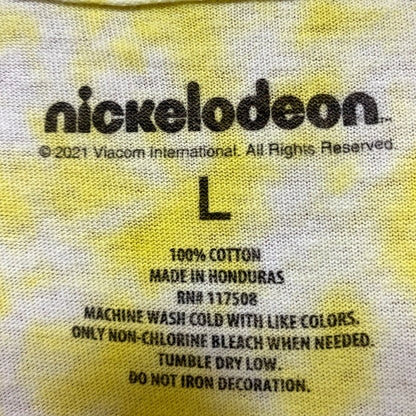 nickelodeon™
© 2021 Viacom International. All Rights Reserved.
L
100% COTTON
MADE IN HONDURAS
RN# 117508
MACHINE WASH COLD WITH LIKE COLORS.
ONLY NON-CHLORINE BLEACH WHEN NEEDED.
TUMBLE DRY LOW.
DO NOT IRON DECORATION.